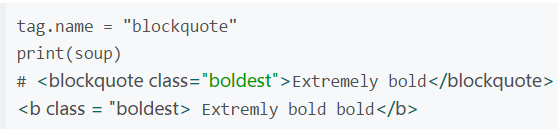 tag.name = "blockquote"
print(soup)
# <blockquote class="boldest">Extremely bold</blockquote>
<b class = "boldest> Extremly bold bold</b>